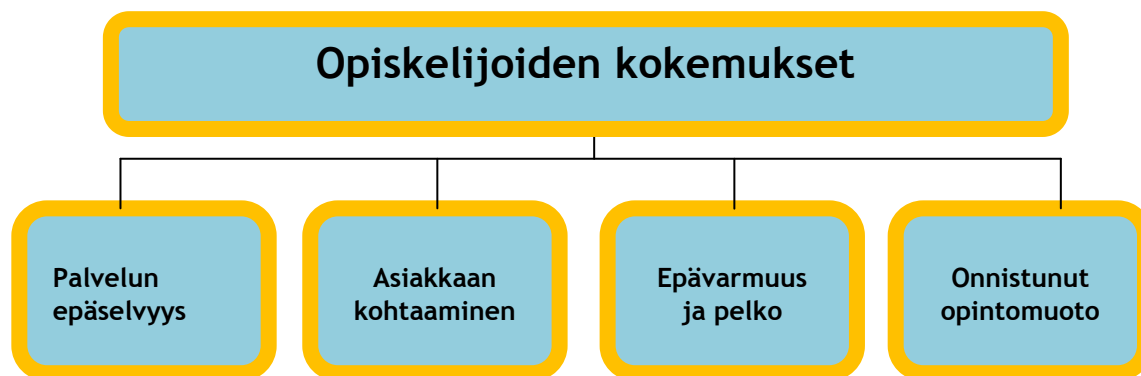 Opiskelijoiden kokemukset
Palvelun
epäselvyys
Asiakkaan
kohtaaminen
Epävarmuus
ja pelko
Onnistunut
opintomuoto